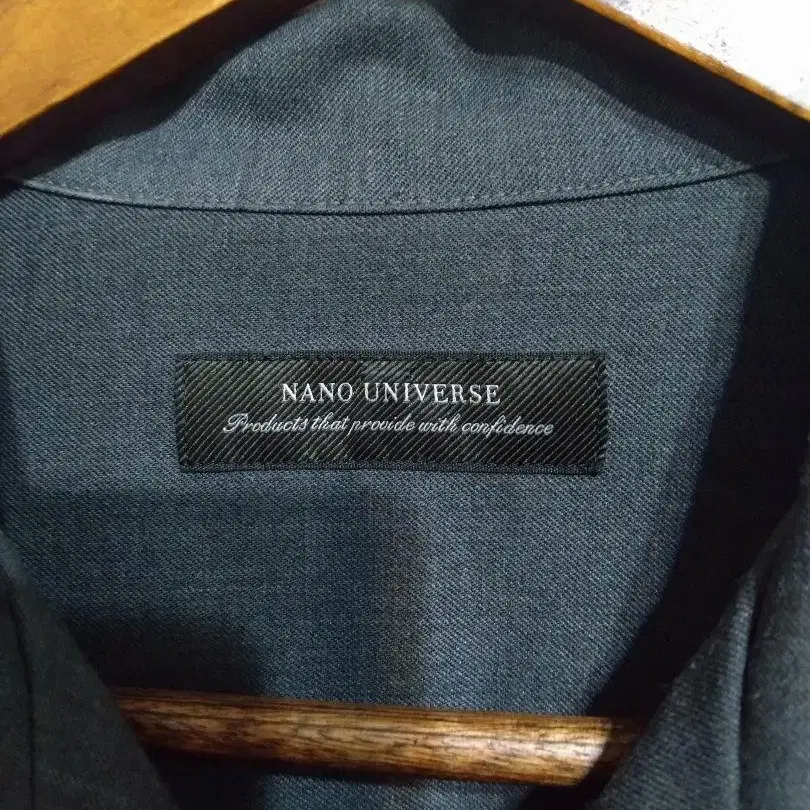 NANO UNIVERSE
Products that provide with confidence